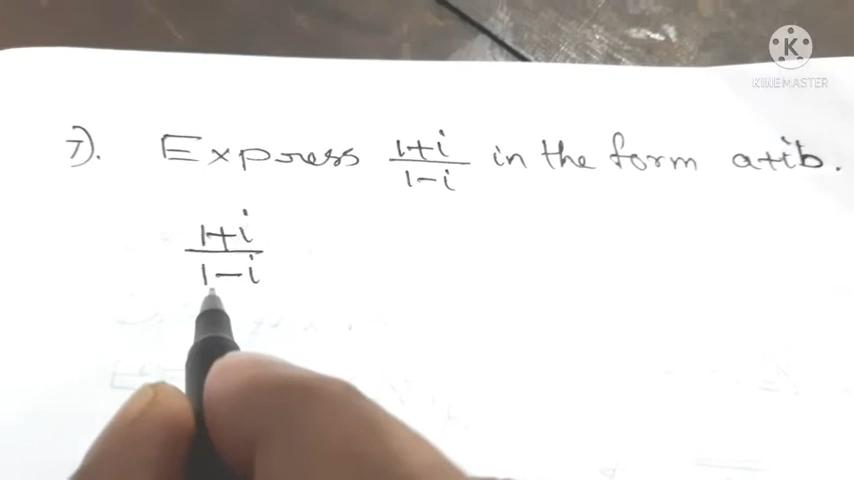 K
KINEMASTER
7). Express 1+i/1-i in the form a+ib.
1+i/1-i